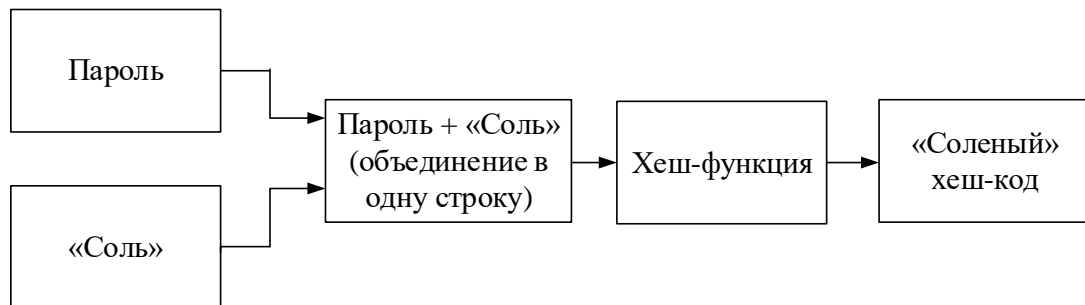 Пароль
«Соль»
Пароль + «Соль»
(объединение в
одну строку)
Хеш-функция
«Соленый»
хеш-код